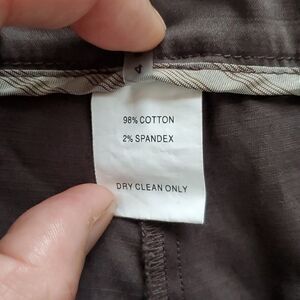 4
98% COTTON
2% SPANDEX
DRY CLEAN ONLY